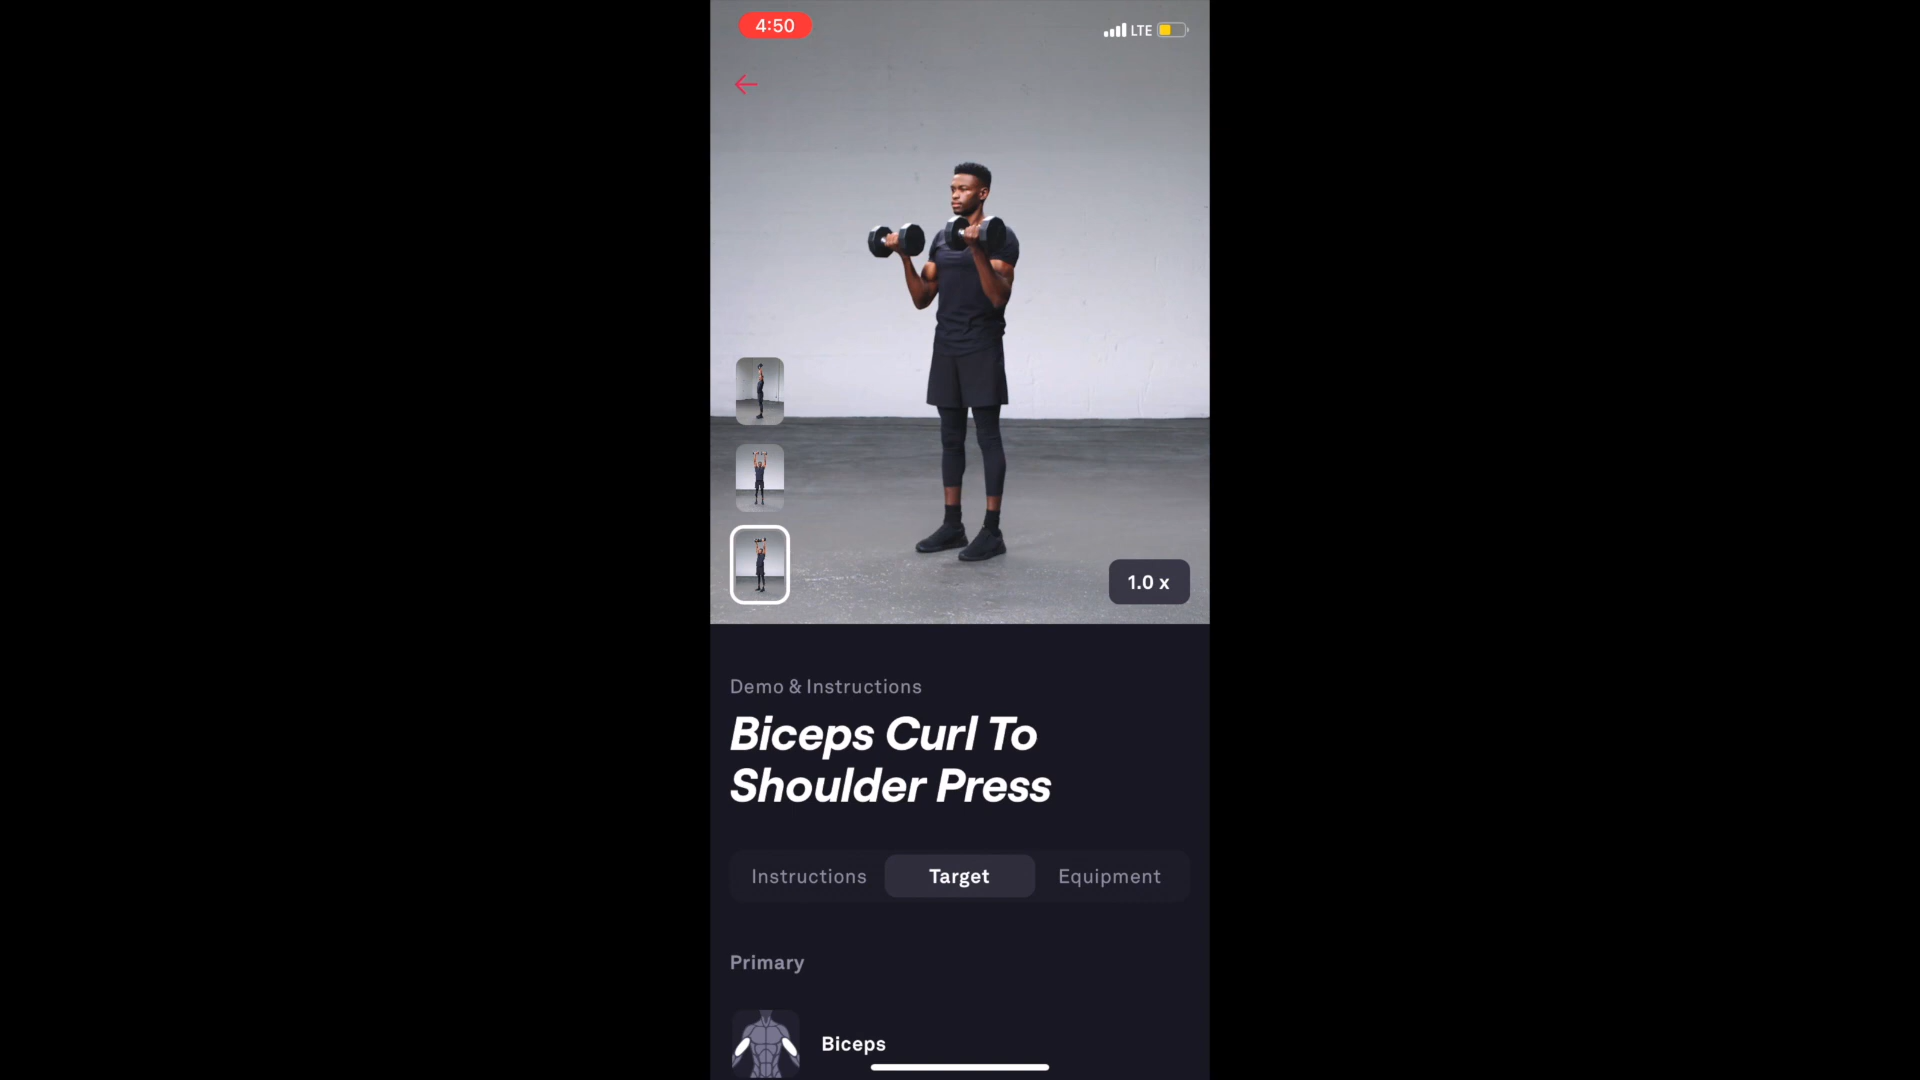 4:50
LTE
1.0 x
Demo & Instructions
Biceps Curl To
Shoulder Press
Instructions
Target
Equipment
Primary
Biceps